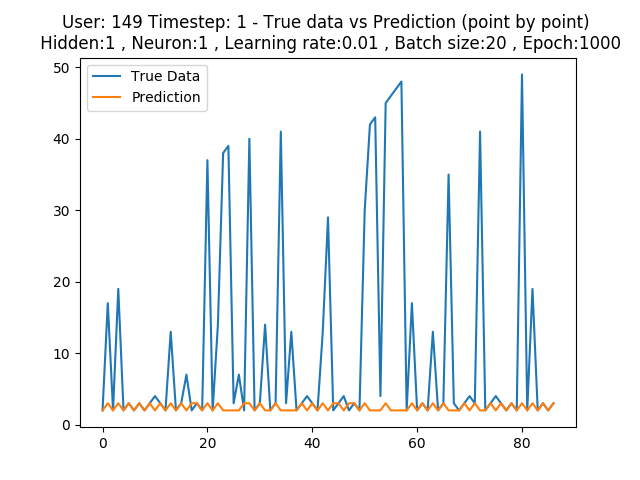 User: 149 Timestep: 1 - True data vs Prediction (point by point)
Hidden:1 , Neuron:1 , Learning rate:0.01 , Batch size:20 , Epoch:1000
True Data
Prediction
50
40
30
20
10
0
0 20 40 60 80